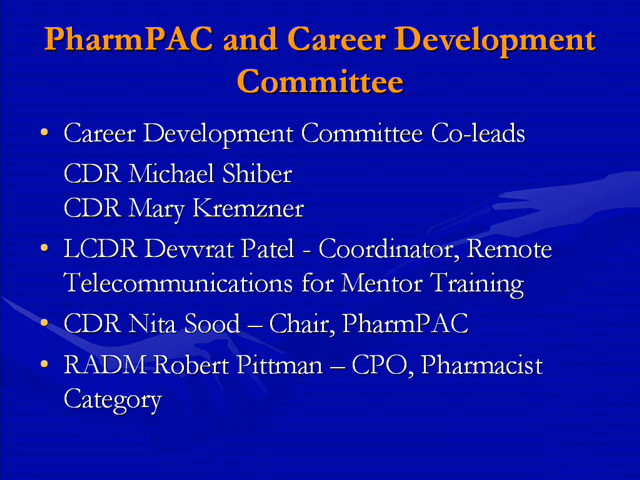 PharmPAC and Career Development
Committee
• Career Development Committee Co-leads
CDR Michael Shiber
CDR Mary Kremzner
• LCDR Devvrat Patel - Coordinator, Remote
Telecommunications for Mentor Training
• CDR Nita Sood – Chair, PharmPAC
• RADM Robert Pittman – CPO, Pharmacist
Category